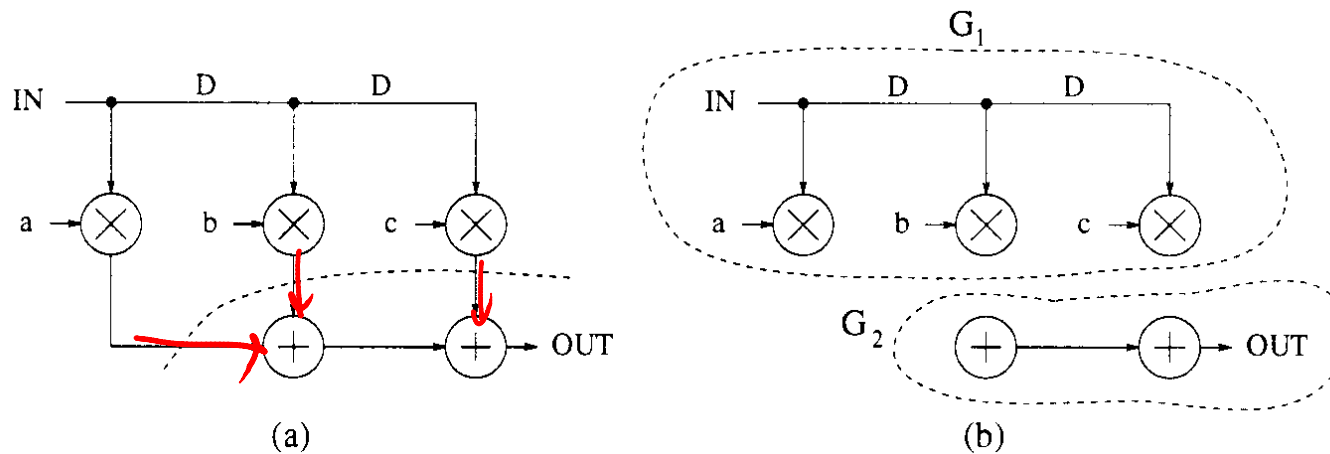 G₁
IN D D IN D D
a b c a b c
G₂
OUT OUT
(a) (b)